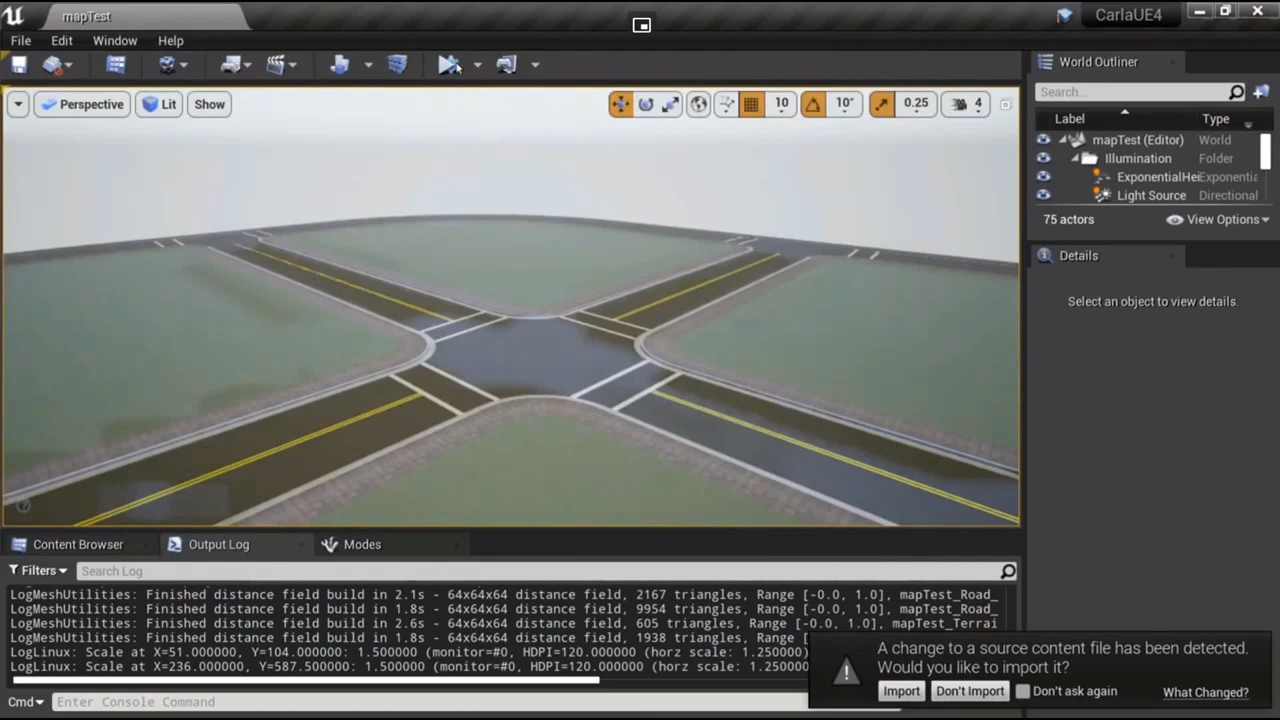 mapTest
CarlaUE4
File Edit Window Help
Perspective Lit Show
10 10° 0.25 4
World Outliner
Search...
Label Type
mapTest (Editor) World
Illumination Folder
ExponentialHei Exponentia
Light Source Directional
75 actors View Options
Details
Select an object to view details.
Content Browser Output Log Modes
Filters Search Log
LogMeshUtilities: Finished distance field build in 2.1s - 64x64x64 distance field, 2167 triangles, Range [-0.0, 1.0], mapTest_Road_
LogMeshUtilities: Finished distance field build in 1.8s - 64x64x64 distance field, 9954 triangles, Range [-0.0, 1.0], mapTest_Road_
LogMeshUtilities: Finished distance field build in 2.6s - 64x64x64 distance field, 605 triangles, Range [-0.0, 1.0], mapTest_Terrai
LogMeshUtilities: Finished distance field build in 1.8s - 64x64x64 distance field, 1938 triangles, Range [
LogLinux: Scale at X=51.000000, Y=104.000000: 1.500000 (monitor=#0, HDPI=120.000000 (horz scale: 1.250000
LogLinux: Scale at X=236.000000, Y=587.500000: 1.500000 (monitor=#0, HDPI=120.000000 (horz scale: 1.250000
A change to a source content file has been detected.
Would you like to import it?
Import Don't Import Don't ask again What Changed?
Cmd Enter Console Command